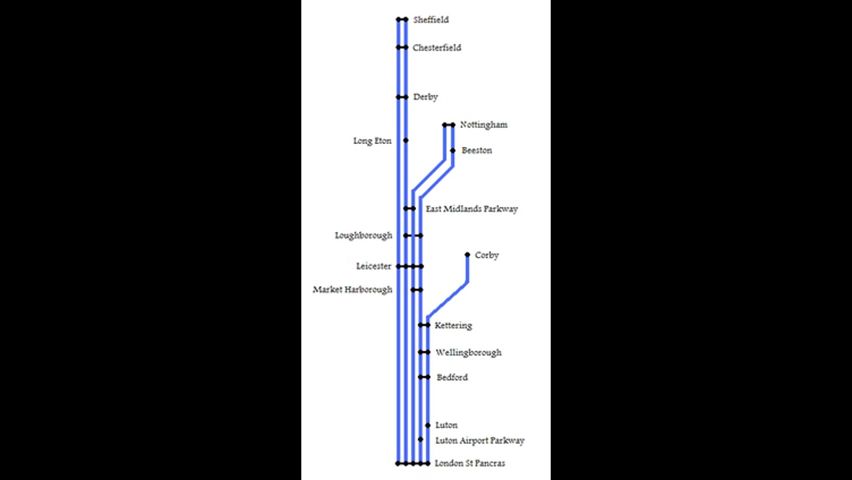 Sheffield
Chesterfield
Derby
Nottingham
Long Eton
Beeston
East Midlands Parkway
Loughborough
Corby
Leicester
Market Harborough
Kettering
Wellingborough
Bedford
Luton
Luton Airport Parkway
London St Pancras